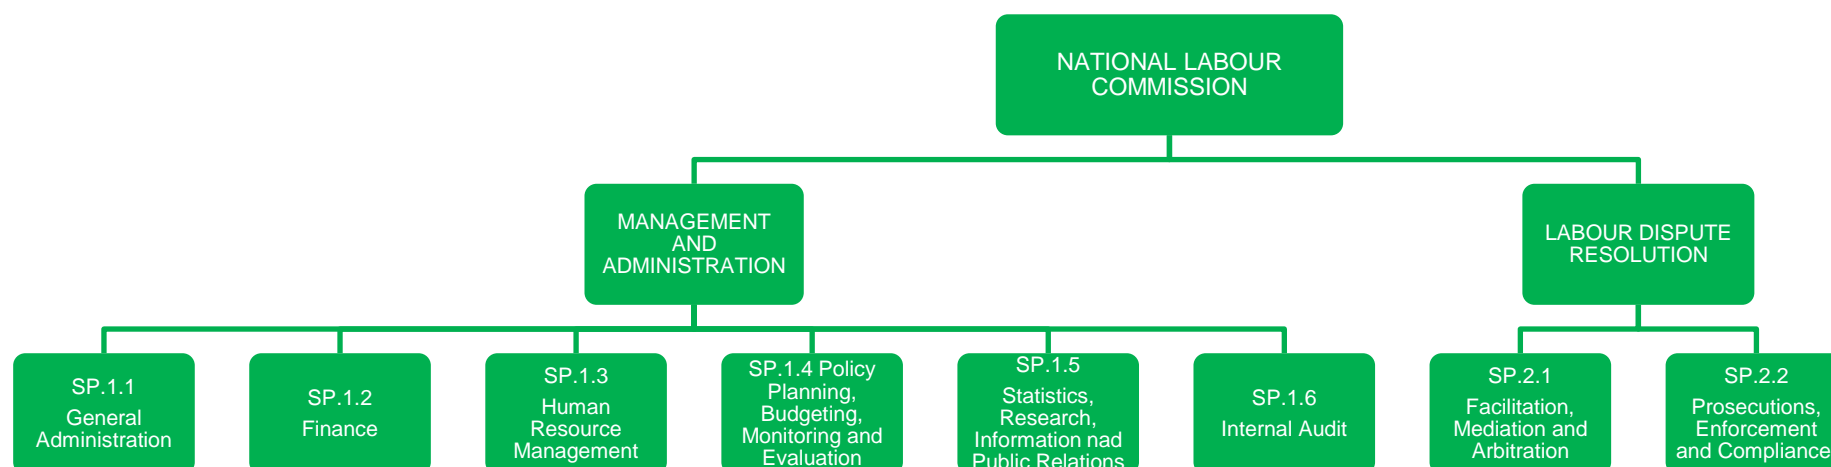 NATIONAL LABOUR
COMMISSION
MANAGEMENT
AND
ADMINISTRATION
LABOUR DISPUTE
RESOLUTION
SP.1.1
General
Administration
SP.1.2
Finance
SP.1.3
Human
Resource
Management
SP.1.4 Policy
Planning,
Budgeting,
Monitoring and
Evaluation
SP.1.5
Statistics,
Research,
Information nad
Public Relations
SP.1.6
Internal Audit
SP.2.1
Facilitation,
Mediation and
Arbitration
SP.2.2
Prosecutions,
Enforcement
and Compliance